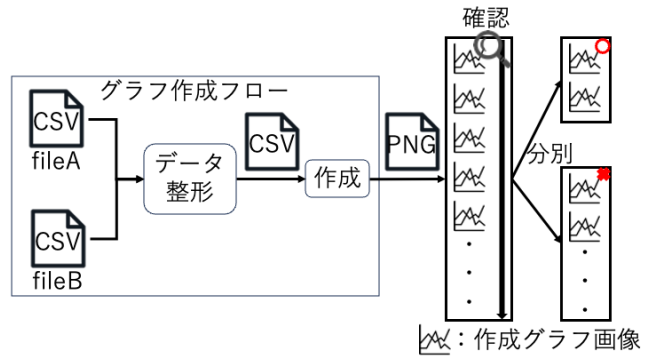 確認
グラフ作成フロー
CSV
fileA
データ
整形
CSV
作成
PNG
分別
CSV
fileB
：作成グラフ画像